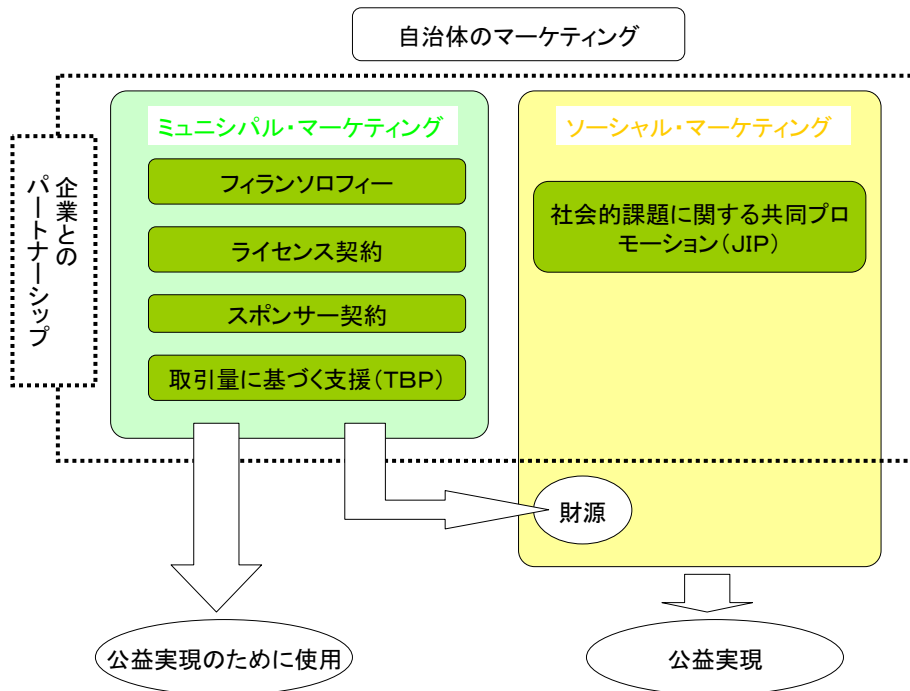 自治体のマーケティング
企業との
パートナーシップ
ミュニシパル・マーケティング
フィランソロフィー
ライセンス契約
スポンサー契約
取引量に基づく支援（TBP）
ソーシャル・マーケティング
社会的課題に関する共同プロ
モーション（JIP）
財源
公益実現のために使用
公益実現